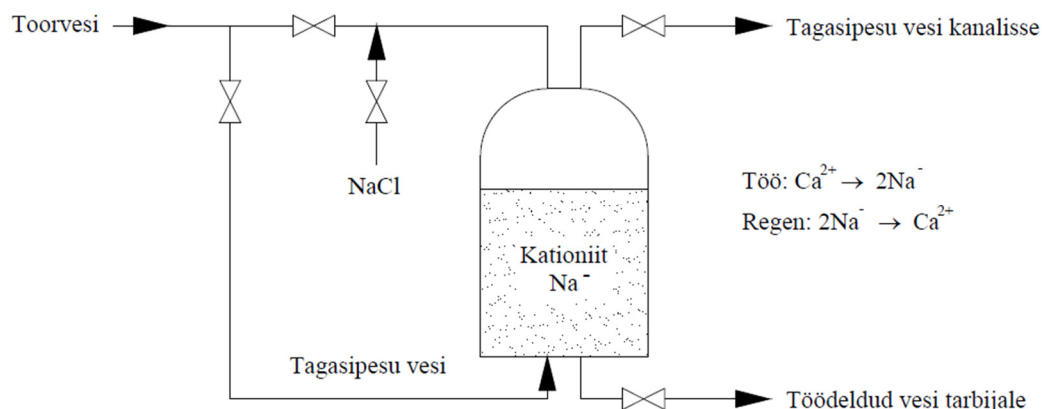 Toorvesi
Tagasipesu vesi kanalisse
NaCl
Töö: Ca²⁺ → 2Na⁻
Regen: 2Na⁻ → Ca²⁺
Kationiit
Na⁻
Tagasipesu vesi
Töödeldud vesi tarbijale